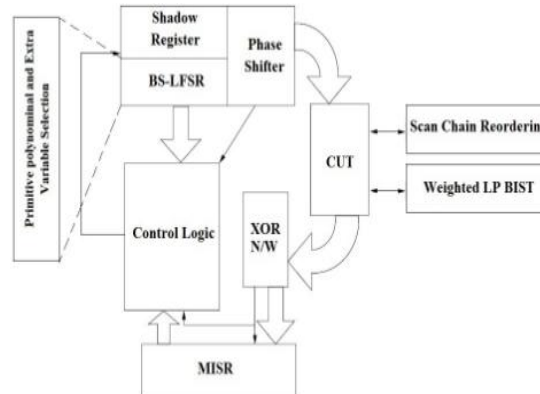 Primitive polynominal and Extra
Variable Selection
Shadow
Register
BS-LFSR
Phase
Shifter
CUT
Scan Chain Reordering
Weighted LP BIST
Control Logic
XOR
N/W
MISR